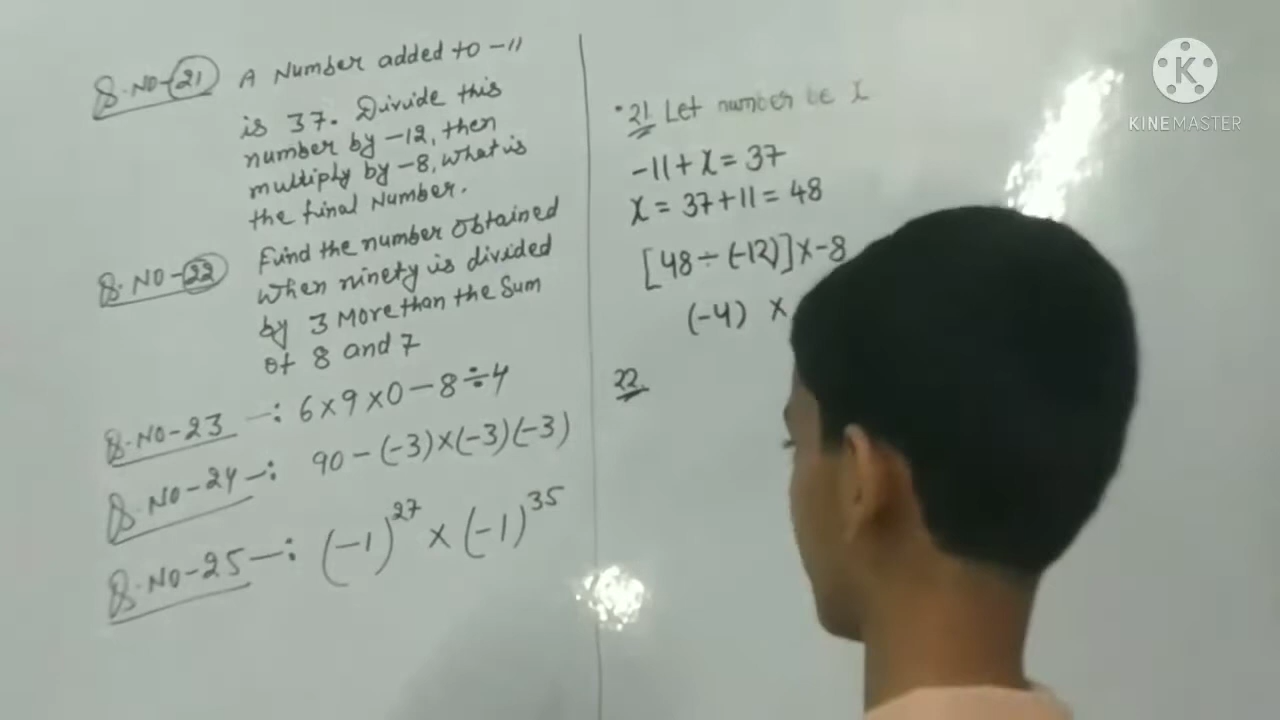 Q.NO-21 A Number added to -11
is 37. Divide this
number by -12, then
multiply by -8, What is
the final Number.
Q.NO-22 Find the number obtained
when ninety is divided
by 3 More than the Sum
of 8 and 7
Q.NO-23 -: 6×9×0-8÷4
Q.NO-24 -: 90-(-3)×(-3)(-3)
Q.NO-25 -: (-1)^27 × (-1)^35
21 Let number be x
-11+x=37
x = 37+11 = 48
[48÷(-12)]×-8
(-4) ×
22.
K
KINEMASTER